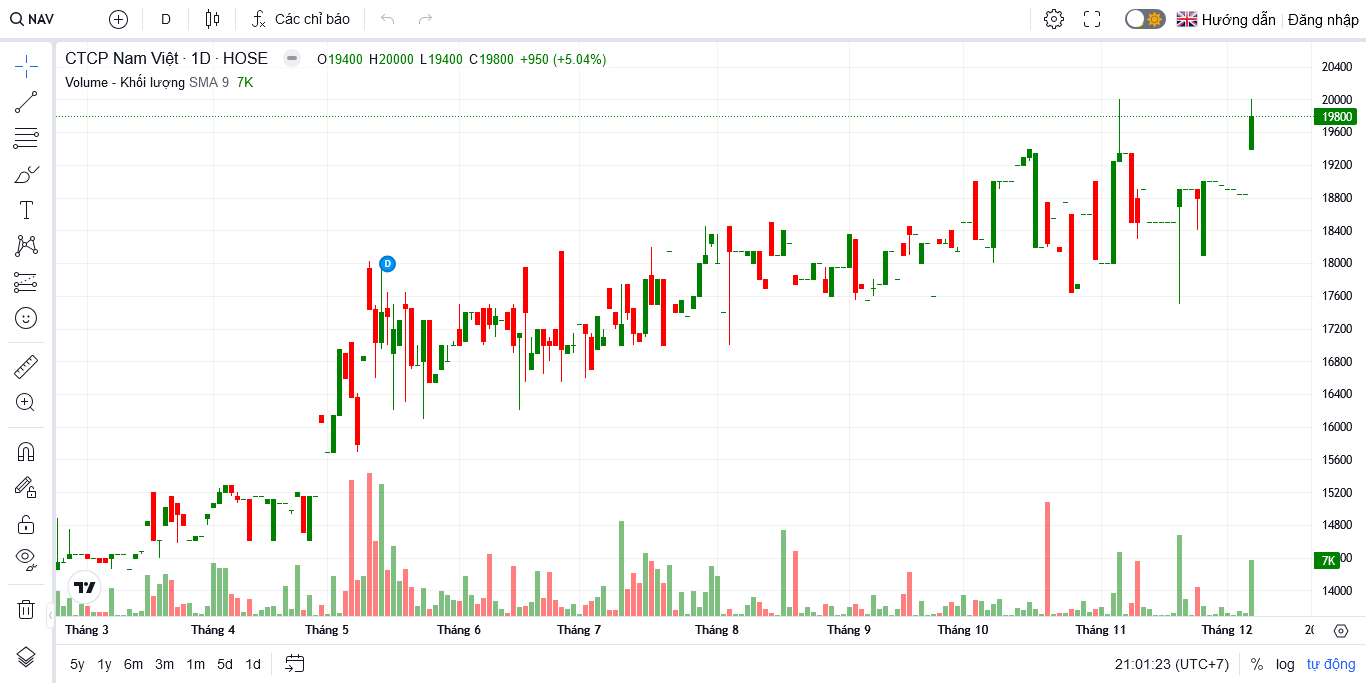 NAV D Các chỉ báo Hướng dẫn Đăng nhập
CTCP Nam Việt · 1D · HOSE O19400 H20000 L19400 C19800 +950 (+5.04%)
Volume - Khối lượng SMA 9 7K
D
20400
20000
19800
19600
19200
18800
18400
18000
17600
17200
16800
16400
16000
15600
15200
14800
7K
14000
Tháng 3 Tháng 4 Tháng 5 Tháng 6 Tháng 7 Tháng 8 Tháng 9 Tháng 10 Tháng 11 Tháng 12
5y 1y 6m 3m 1m 5d 1d 21:01:23 (UTC+7) % log tự động